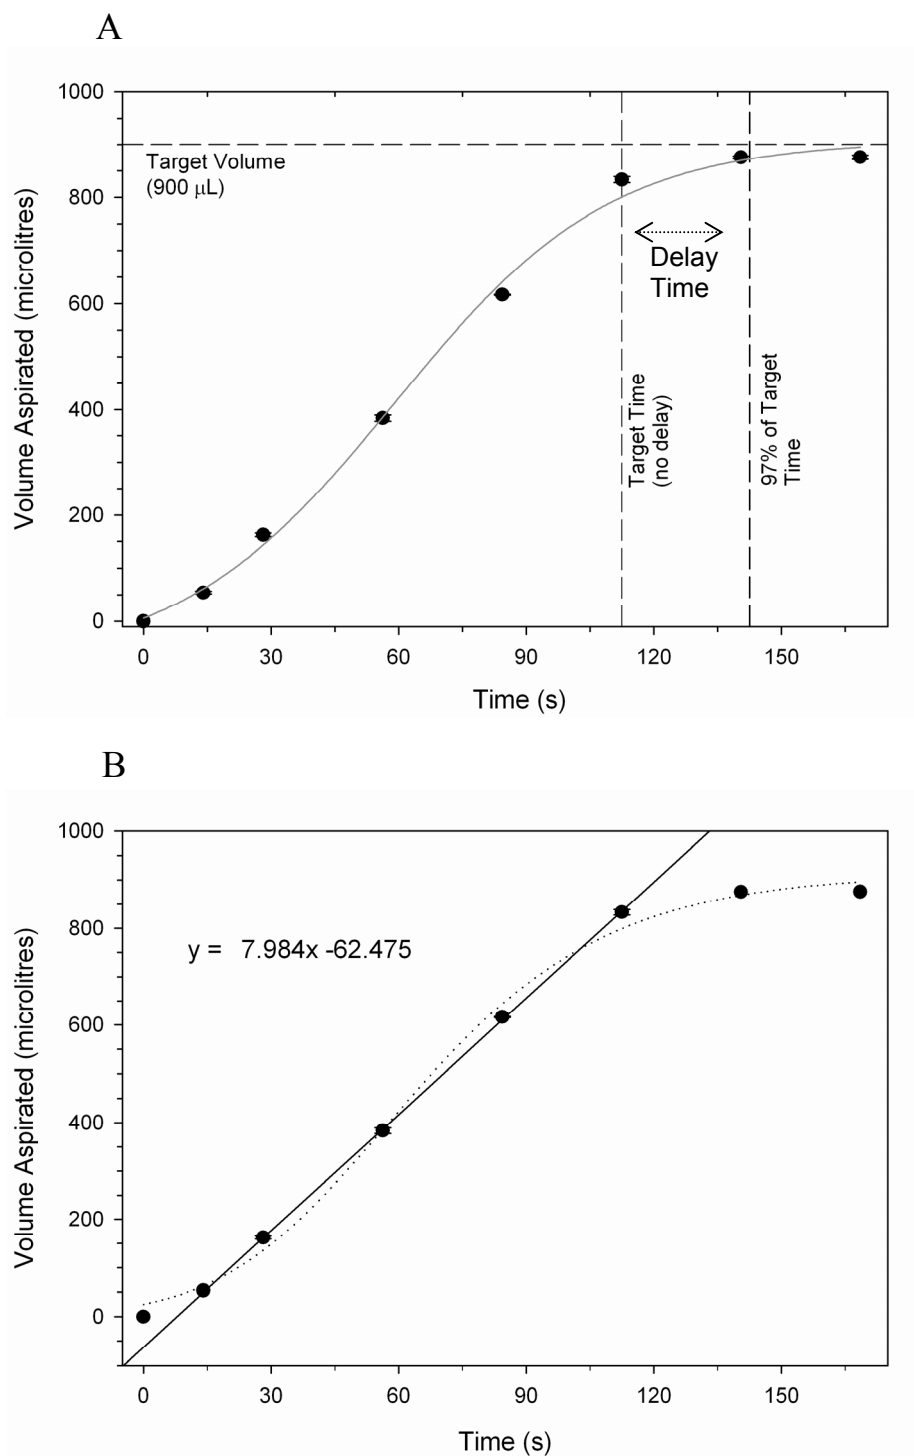 A
1000
800
600
400
200
0
Volume Aspirated (microlitres)
Target Volume
(900 μL)
Delay
Time
Target Time
(no delay)
97% of Target
Time
0 30 60 90 120 150
Time (s)
B
1000
800
600
400
200
0
Volume Aspirated (microlitres)
y = 7.984x -62.475
0 30 60 90 120 150
Time (s)